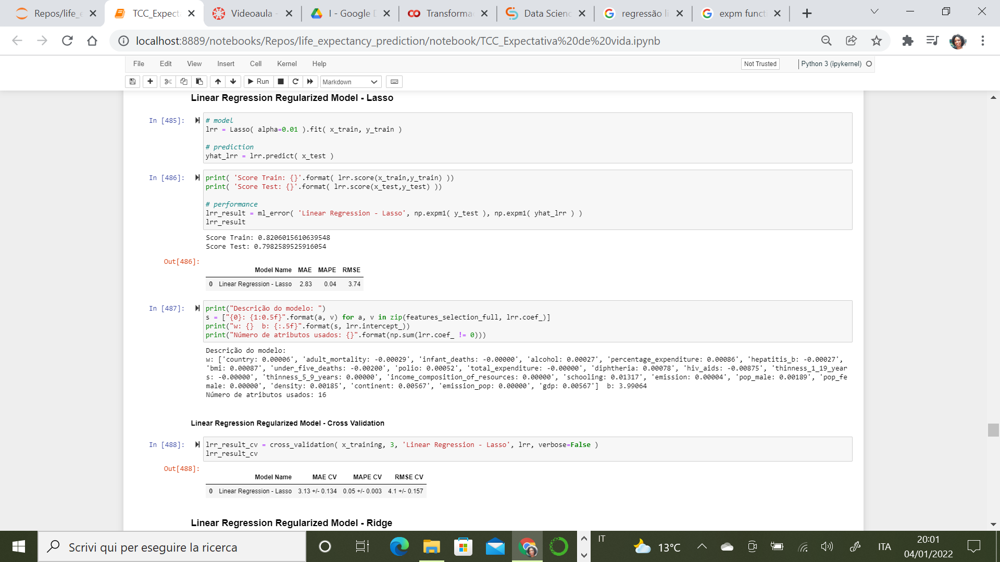 Repos/life_e
TCC_Expecta
Videoaula -
I - Google D
Transforma
Data Scienc
regressão li
expm funct
localhost:8889/notebooks/Repos/life_expectancy_prediction/notebook/TCC_Expectativa%20de%20vida.ipynb
File Edit View Insert Cell Kernel Help
Not Trusted
Python 3 (ipykernel)
Run
Markdown
Linear Regression Regularized Model - Lasso
In [485]:
# model
lrr = Lasso( alpha=0.01 ).fit( x_train, y_train )
# prediction
yhat_lrr = lrr.predict( x_test )
In [486]:
print( 'Score Train: {}'.format( lrr.score(x_train,y_train) ))
print( 'Score Test: {}'.format( lrr.score(x_test,y_test) ))
# performance
lrr_result = ml_error( 'Linear Regression - Lasso', np.expm1( y_test ), np.expm1( yhat_lrr ) )
lrr_result
Score Train: 0.8206015610639548
Score Test: 0.7982589525916054
Out[486]:
Model Name MAE MAPE RMSE
0 Linear Regression - Lasso 2.83 0.04 3.74
In [487]:
print("Descrição do modelo: ")
s = ["{0}: {1:0.5f}".format(a, v) for a, v in zip(features_selection_full, lrr.coef_)]
print("w: {}  b: {:.5f}".format(s, lrr.intercept_))
print("Número de atributos usados: {}".format(np.sum(lrr.coef_ != 0)))
Descrição do modelo:
w: ['country: 0.00006', 'adult_mortality: -0.00029', 'infant_deaths: -0.00000', 'alcohol: 0.00027', 'percentage_expenditure: 0.00086', 'hepatitis_b: -0.00027',
'bmi: 0.00087', 'under_five_deaths: -0.00200', 'polio: 0.00052', 'total_expenditure: -0.00000', 'diphtheria: 0.00078', 'hiv_aids: -0.00875', 'thinness_1_19_year
s: -0.00000', 'thinness_5_9_years: 0.00000', 'income_composition_of_resources: 0.00000', 'schooling: 0.01317', 'emission: 0.00004', 'pop_male: 0.00189', 'pop_fe
male: 0.00000', 'density: 0.00185', 'continent: 0.00567', 'emission_pop: 0.00000', 'gdp: 0.00567']  b: 3.99064
Número de atributos usados: 16
Linear Regression Regularized Model - Cross Validation
In [488]:
lrr_result_cv = cross_validation( x_training, 3, 'Linear Regression - Lasso', lrr, verbose=False )
lrr_result_cv
Out[488]:
Model Name MAE CV MAPE CV RMSE CV
0 Linear Regression - Lasso 3.13 +/- 0.134 0.05 +/- 0.003 4.1 +/- 0.157
Linear Regression Regularized Model - Ridge
Scrivi qui per eseguire la ricerca
IT
13°C
ITA
20:01
04/01/2022